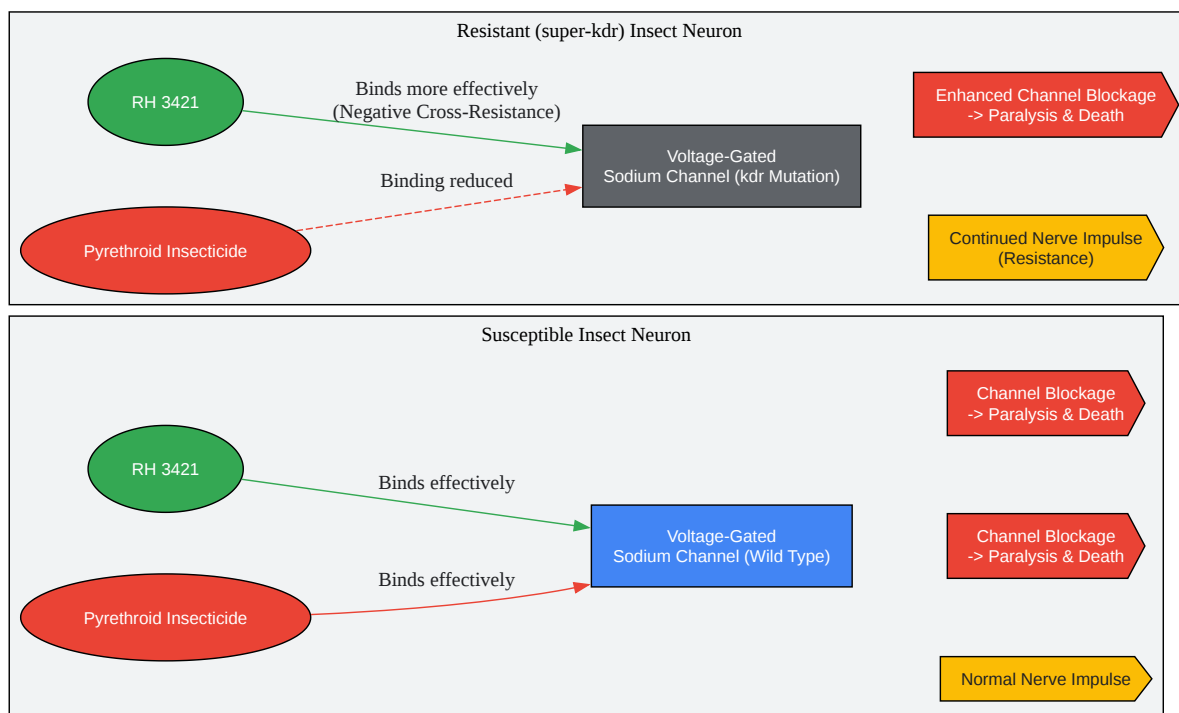 Resistant (super-kdr) Insect Neuron
RH 3421
Binds more effectively
(Negative Cross-Resistance)
Enhanced Channel Blockage
-> Paralysis & Death
Voltage-Gated
Sodium Channel (kdr Mutation)
Binding reduced
Pyrethroid Insecticide
Continued Nerve Impulse
(Resistance)
Susceptible Insect Neuron
Channel Blockage
-> Paralysis & Death
RH 3421
Binds effectively
Voltage-Gated
Sodium Channel (Wild Type)
Channel Blockage
-> Paralysis & Death
Binds effectively
Pyrethroid Insecticide
Normal Nerve Impulse